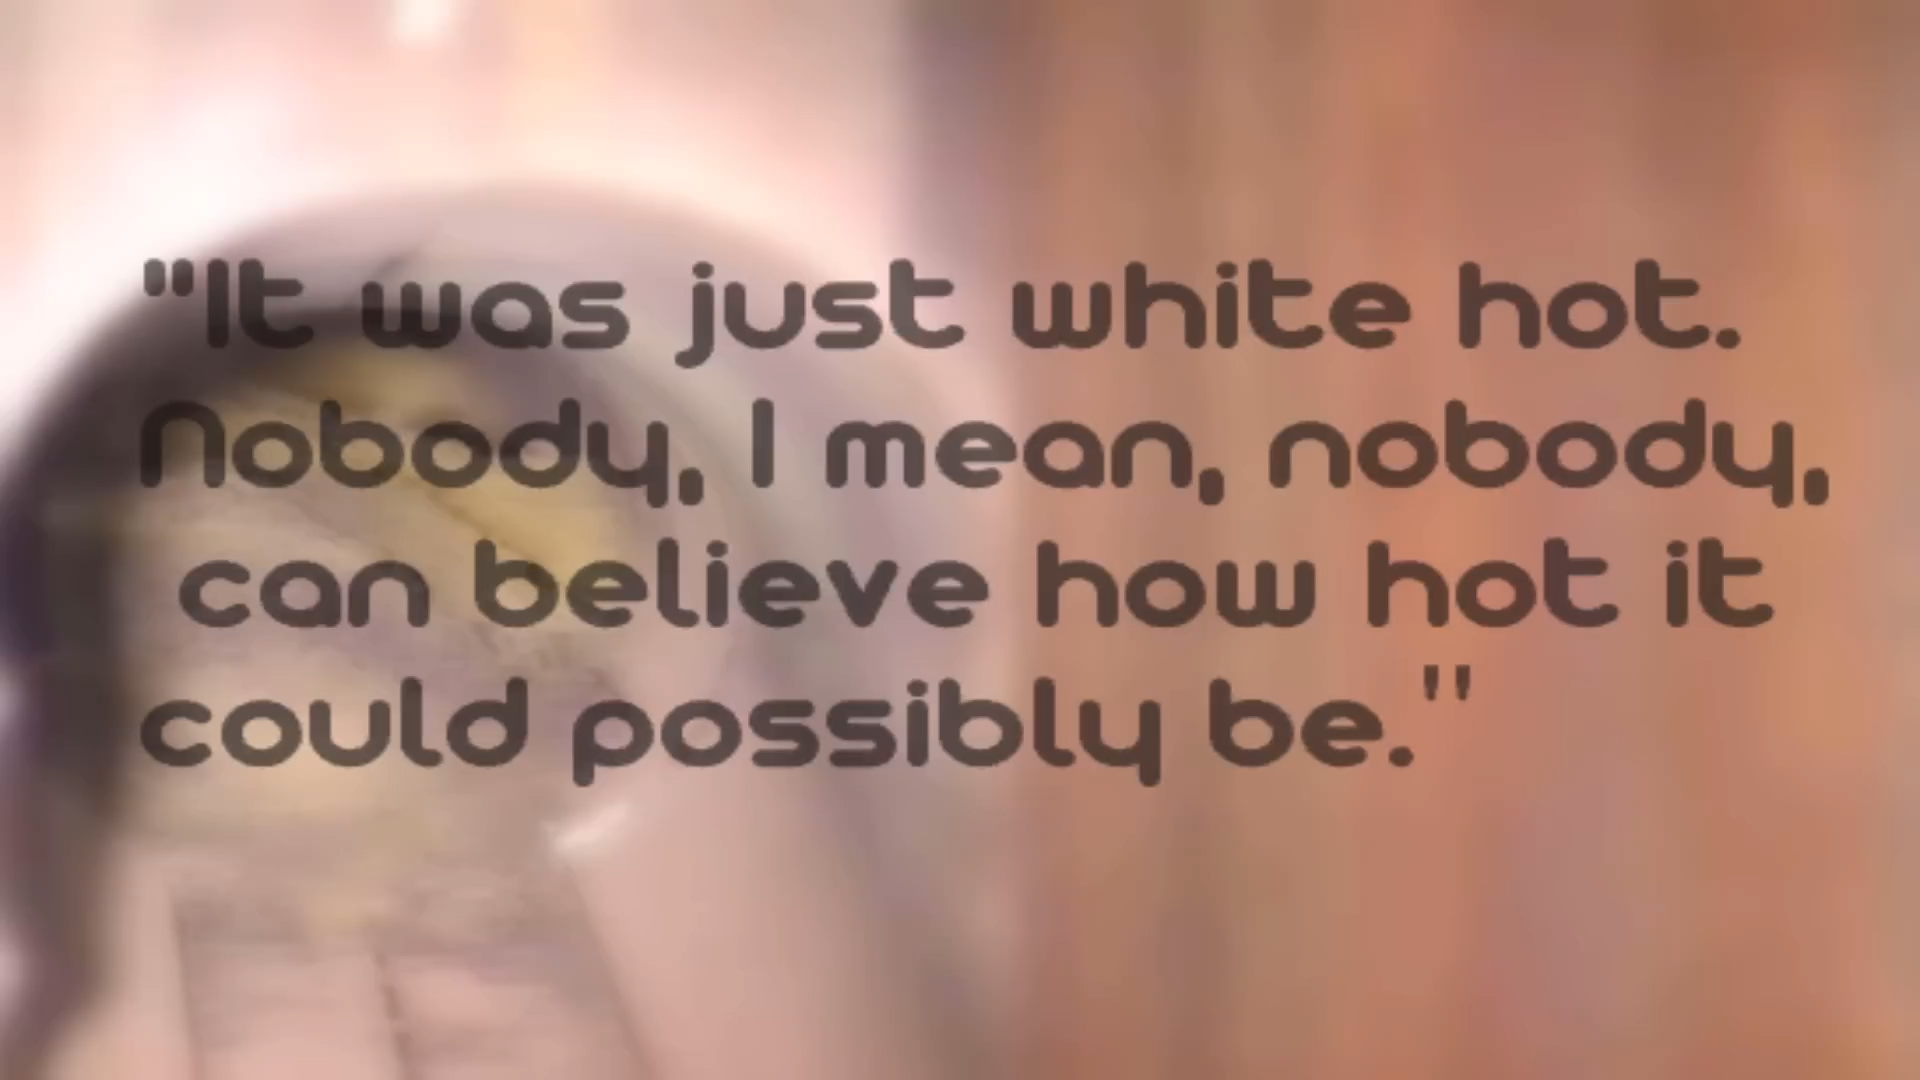 "It was just white hot.
Nobody, I mean, nobody,
can believe how hot it
could possibly be."